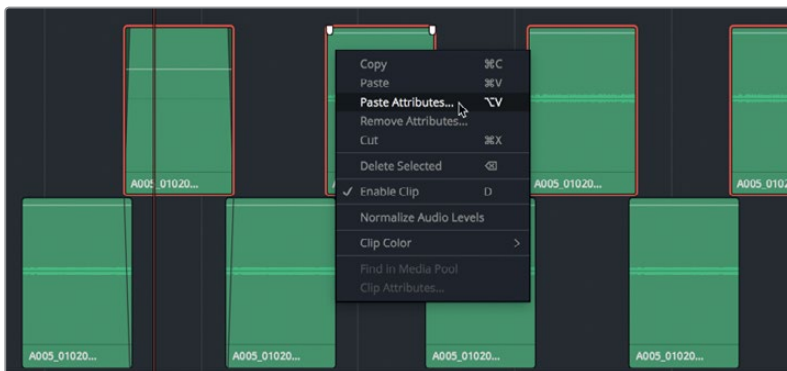 Copy ⌘C
Paste ⌘V
Paste Attributes... ⌥V
Remove Attributes...
Cut ⌘X
Delete Selected ⌫
✓ Enable Clip D
Normalize Audio Levels
Clip Color >
Find In Media Pool
Clip Attributes...
A005_01020...
A005_01020...
A005_0102
A005_01020...
A005_01020...
A005_01020...
A005_01020...